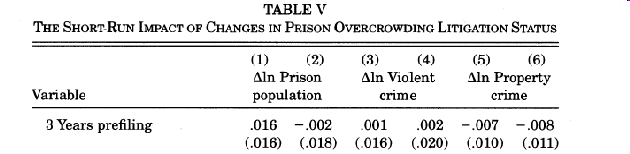 TABLE V
THE SHORT-RUN IMPACT OF CHANGES IN PRISON OVERCROWDING LITIGATION STATUS
(1) (2) (3) (4) (5) (6)
Δln Prison Δln Violent Δln Property
Variable population crime crime
3 Years prefiling .016 −.002 .001 .002 −.007 −.008
(.016) (.018) (.016) (.020) (.010) (.011)